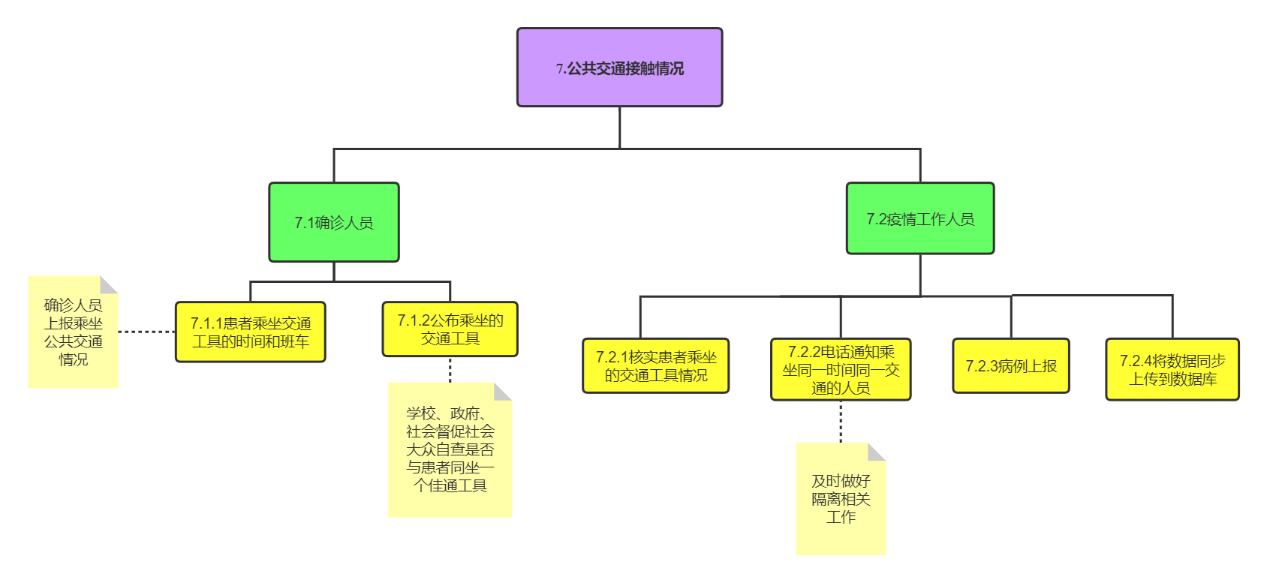 7.公共交通接触情况
7.1确诊人员
7.2疫情工作人员
确诊人员
上报乘坐
公共交通
情况
7.1.1患者乘坐交通
工具的时间和班车
7.1.2公布乘坐的
交通工具
7.2.1核实患者乘坐
的交通工具情况
7.2.2电话通知乘
坐同一时间同一交
通的人员
7.2.3病例上报
7.2.4将数据同步
上传到数据库
学校、政府、
社会督促社会
大众自查是否
与患者同坐一
个佳通工具
及时做好
隔离相关
工作